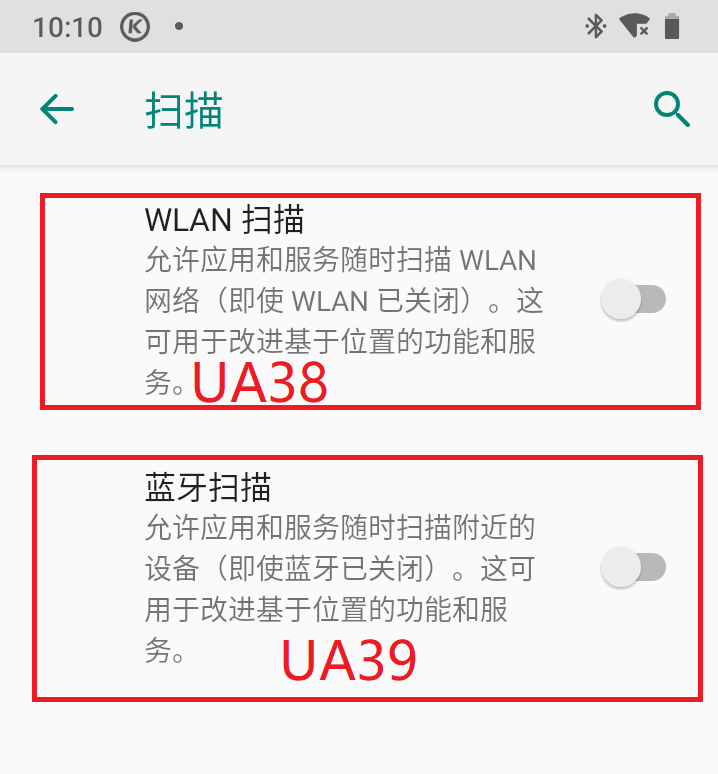 10:10
扫描
WLAN 扫描
允许应用和服务随时扫描 WLAN
网络（即使 WLAN 已关闭）。这
可用于改进基于位置的功能和服
务。UA38
蓝牙扫描
允许应用和服务随时扫描附近的
设备（即使蓝牙已关闭）。这可
用于改进基于位置的功能和服
务。
UA39